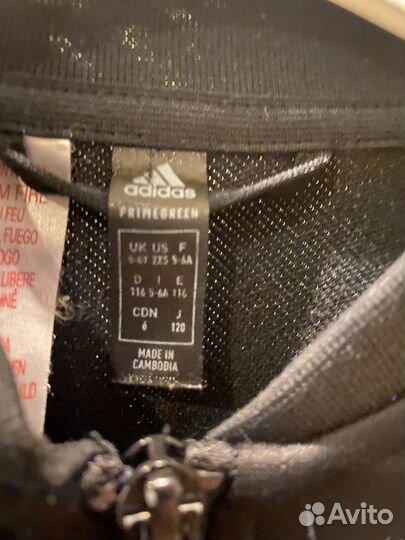 adidas
PRIMEGREEN
UK US F
5-6Y 2XS 5-6A
D I E
116 5-6A 116
CDN J
6 120
MADE IN
CAMBODIA
FIRE
FEU
FUEGO
LIBERE
Avito